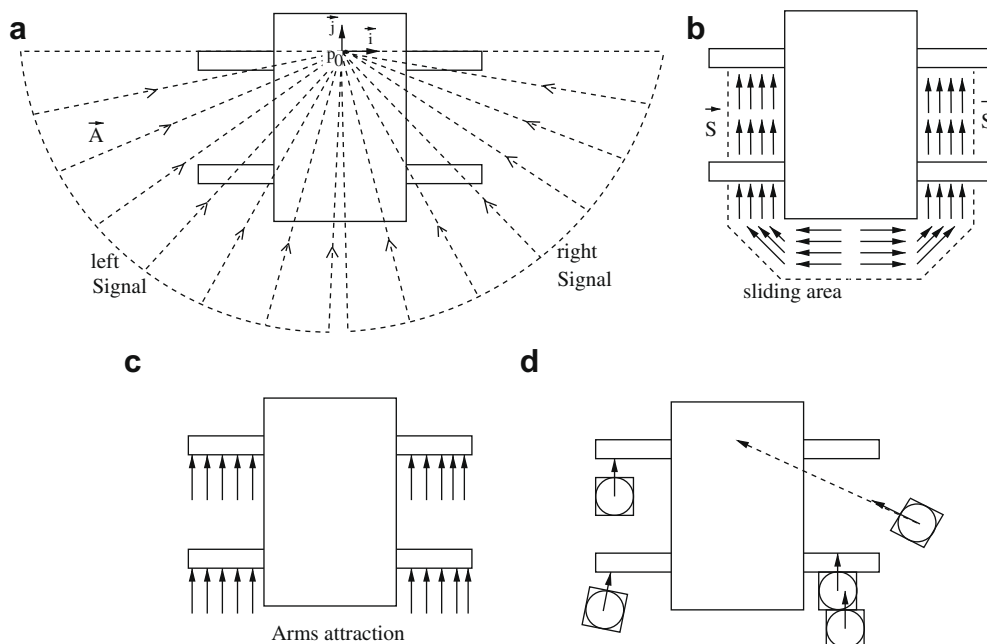 a
j
i
p0
A
left
Signal
right
Signal
b
S
S
sliding area
c
Arms attraction
d